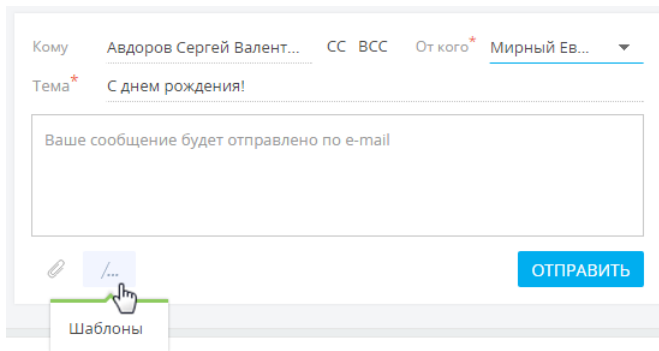 Кому Авдоров Сергей Валент... CC BCC От кого* Мирный Ев...
Тема* С днем рождения!
Ваше сообщение будет отправлено по e-mail
/... ОТПРАВИТЬ
Шаблоны